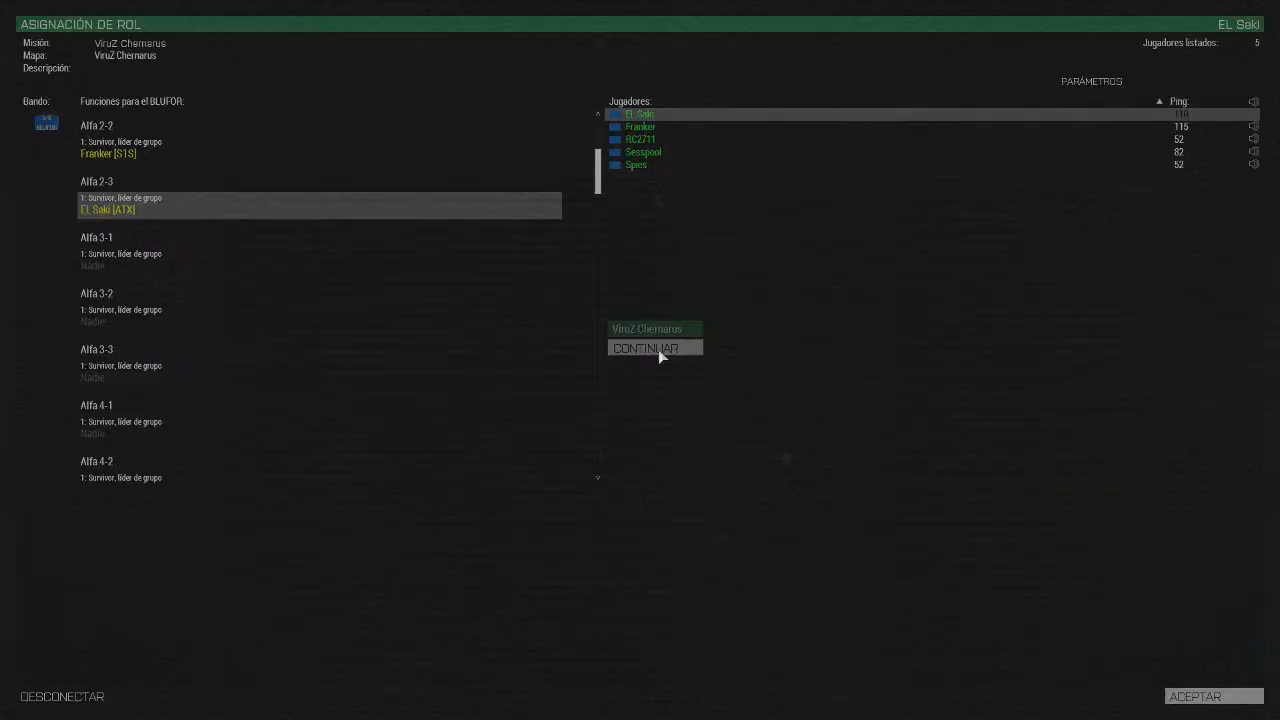 ASIGNACIÓN DE ROL
EL Saki
Misión: ViruZ Chernarus
Mapa: ViruZ Chernarus
Descripción:
Jugadores listados: 5
PARÁMETROS
Bando:
BLUFOR
Funciones para el BLUFOR:
Alfa 2-2
1: Survivor, líder de grupo
Franker [S1S]
Alfa 2-3
1: Survivor, líder de grupo
EL Saki [ATX]
Alfa 3-1
1: Survivor, líder de grupo
Nadie
Alfa 3-2
1: Survivor, líder de grupo
Nadie
Alfa 3-3
1: Survivor, líder de grupo
Nadie
Alfa 4-1
1: Survivor, líder de grupo
Nadie
Alfa 4-2
1: Survivor, líder de grupo
Jugadores: Ping:
EL Saki 110
Franker 115
RC2711 52
Sesspool 82
Spies 52
ViruZ Chernarus
CONTINUAR
DESCONECTAR
ACEPTAR